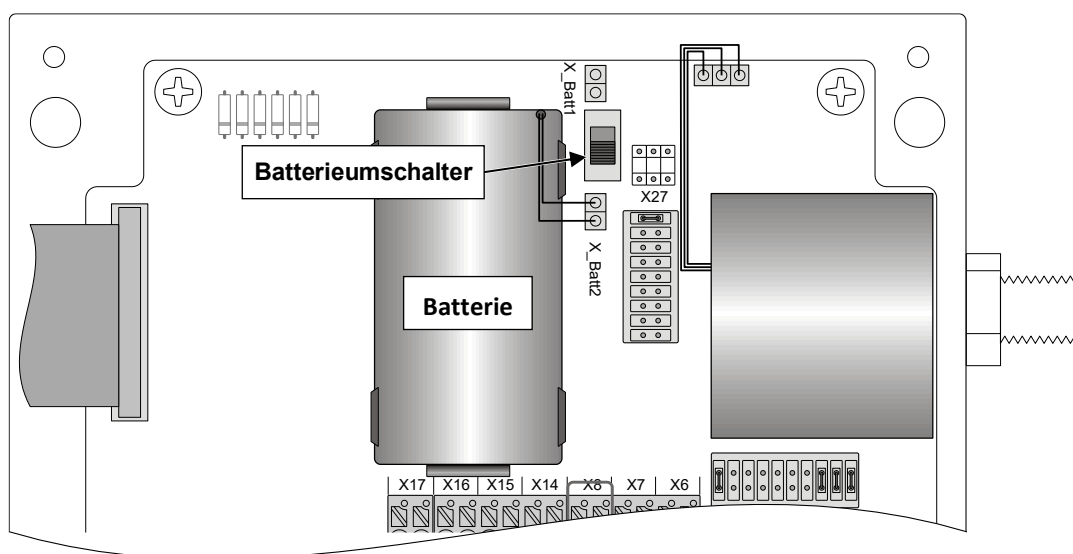 X_Batt1
Batterieumschalter
X27
X_Batt2
Batterie
X17 X16 X15 X14 X8 X7 X6